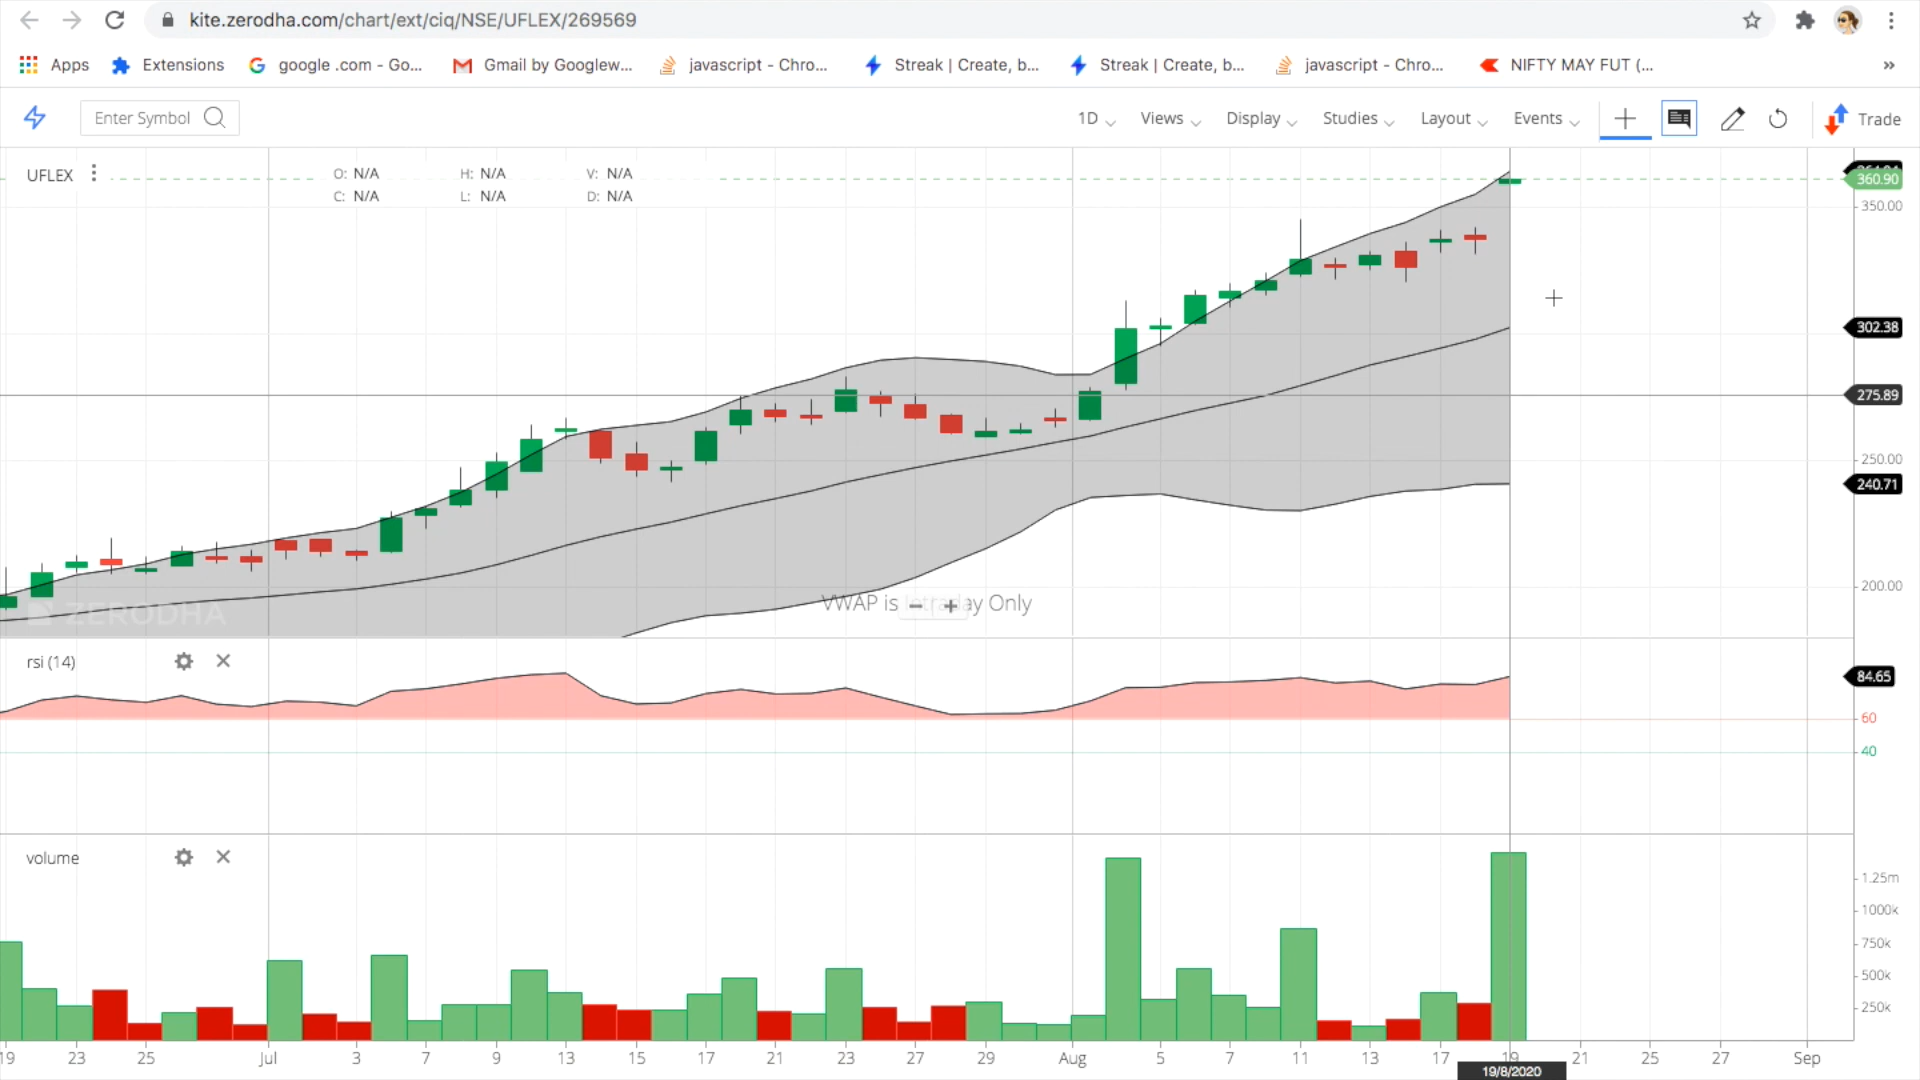 kite.zerodha.com/chart/ext/ciq/NSE/UFLEX/269569
Apps Extensions google .com - Go... Gmail by Googlew... javascript - Chro... Streak | Create, b... Streak | Create, b... javascript - Chro... NIFTY MAY FUT (... »
Enter Symbol 1D Views Display Studies Layout Events Trade
UFLEX O: N/A H: N/A V: N/A
C: N/A L: N/A D: N/A
360.90
350.00
302.38
275.89
250.00
240.71
200.00
ZERODHA
VWAP is Intraday Only
rsi (14)
84.65
60
40
volume
1.25m
1000k
750k
500k
250k
19 23 25 Jul 3 7 9 13 15 17 21 23 27 29 Aug 5 7 11 13 17 19 21 25 27 Sep
19/8/2020